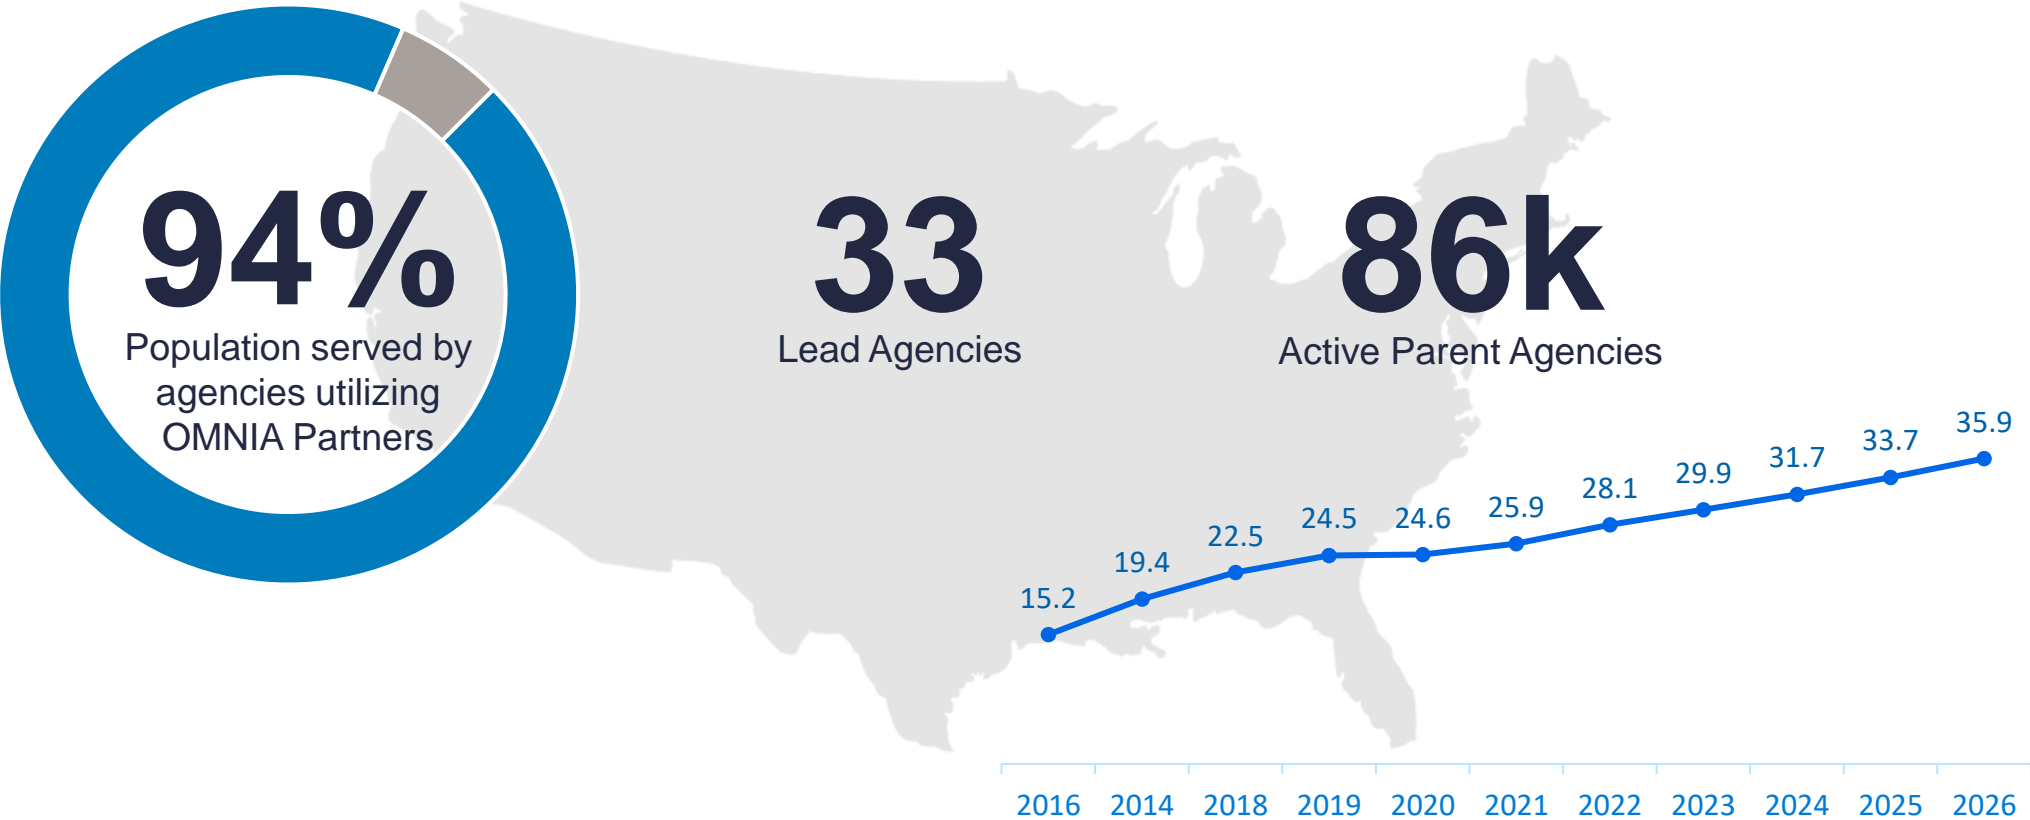 94%
Population served by
agencies utilizing
OMNIA Partners
33
Lead Agencies
86k
Active Parent Agencies
15.2 19.4 22.5 24.5 24.6 25.9 28.1 29.9 31.7 33.7 35.9
2016 2014 2018 2019 2020 2021 2022 2023 2024 2025 2026